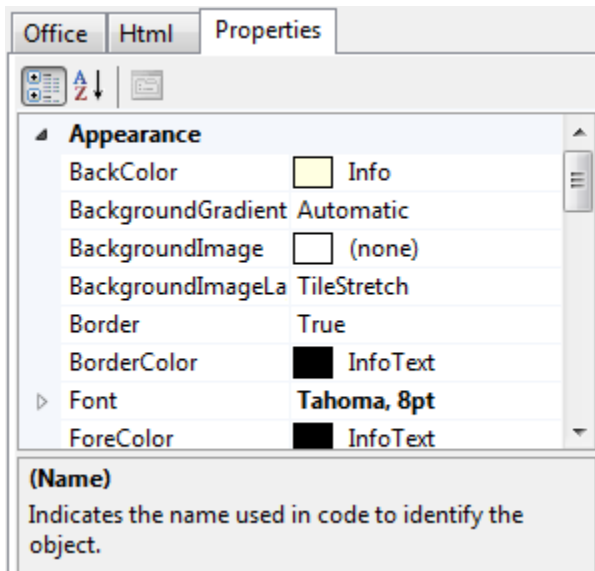 Office Html Properties
A
Z
Appearance
BackColor Info
BackgroundGradient Automatic
BackgroundImage (none)
BackgroundImageLa TileStretch
Border True
BorderColor InfoText
Font Tahoma, 8pt
ForeColor InfoText
(Name)
Indicates the name used in code to identify the
object.